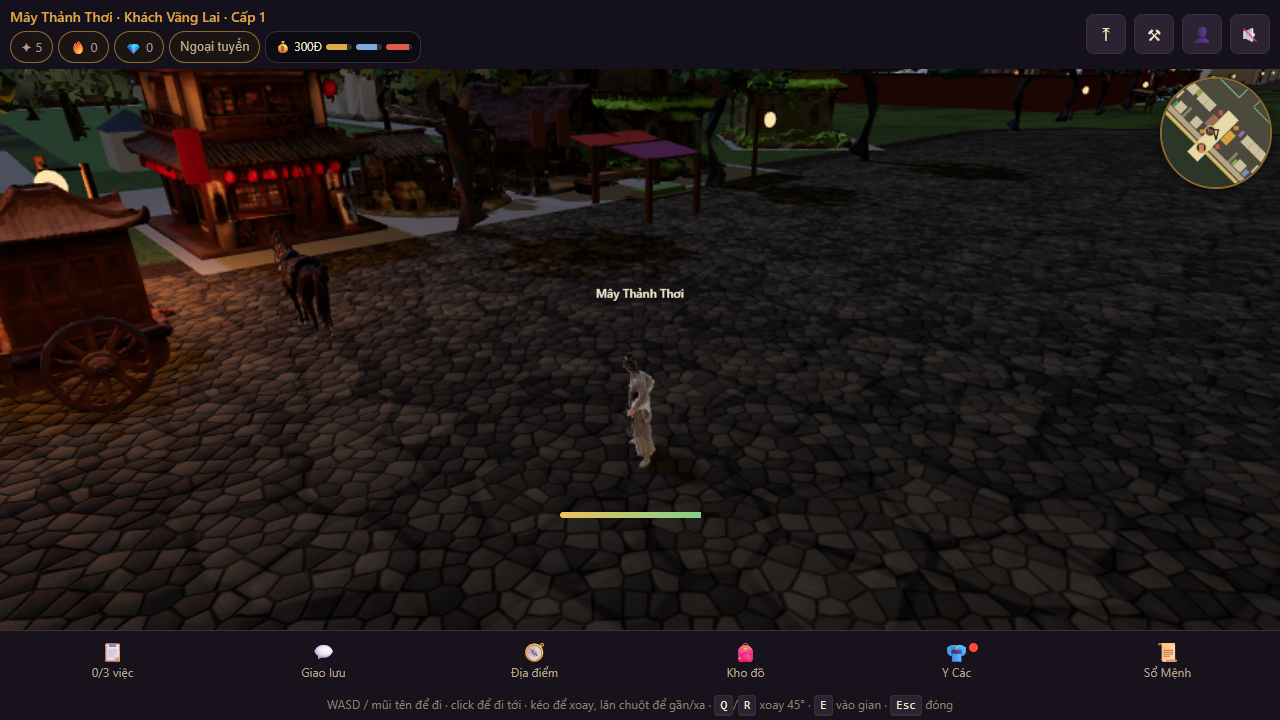 Mây Thảnh Thơi · Khách Vãng Lai · Cấp 1
5
0
0
Ngoại tuyến
300Đ
Mây Thảnh Thơi
0/3 việc
Giao lưu
Địa điểm
Kho đồ
Y Các
Sổ Mệnh
WASD / mũi tên để đi · click để đi tới · kéo để xoay, lăn chuột để gần/xa · Q / R xoay 45° · E vào gian · Esc đóng